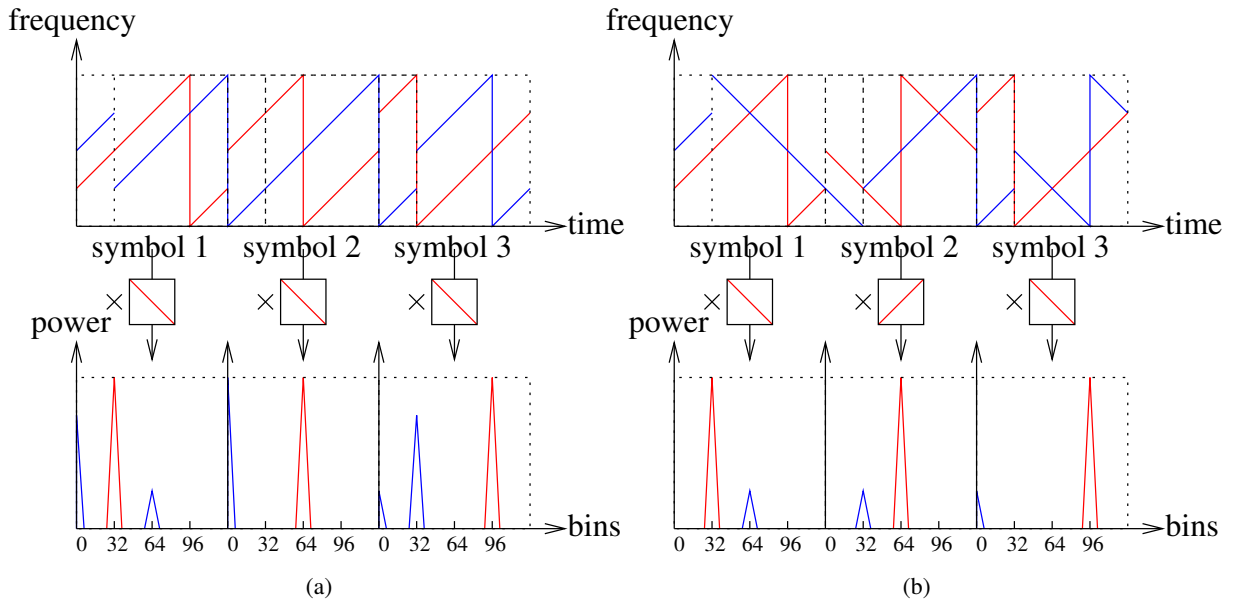 frequency
frequency
time
time
symbol 1 symbol 2 symbol 3
symbol 1 symbol 2 symbol 3
× × ×
× × ×
power
power
bins
bins
0 32 64 96 0 32 64 96 0 32 64 96
0 32 64 96 0 32 64 96 0 32 64 96
(a)
(b)